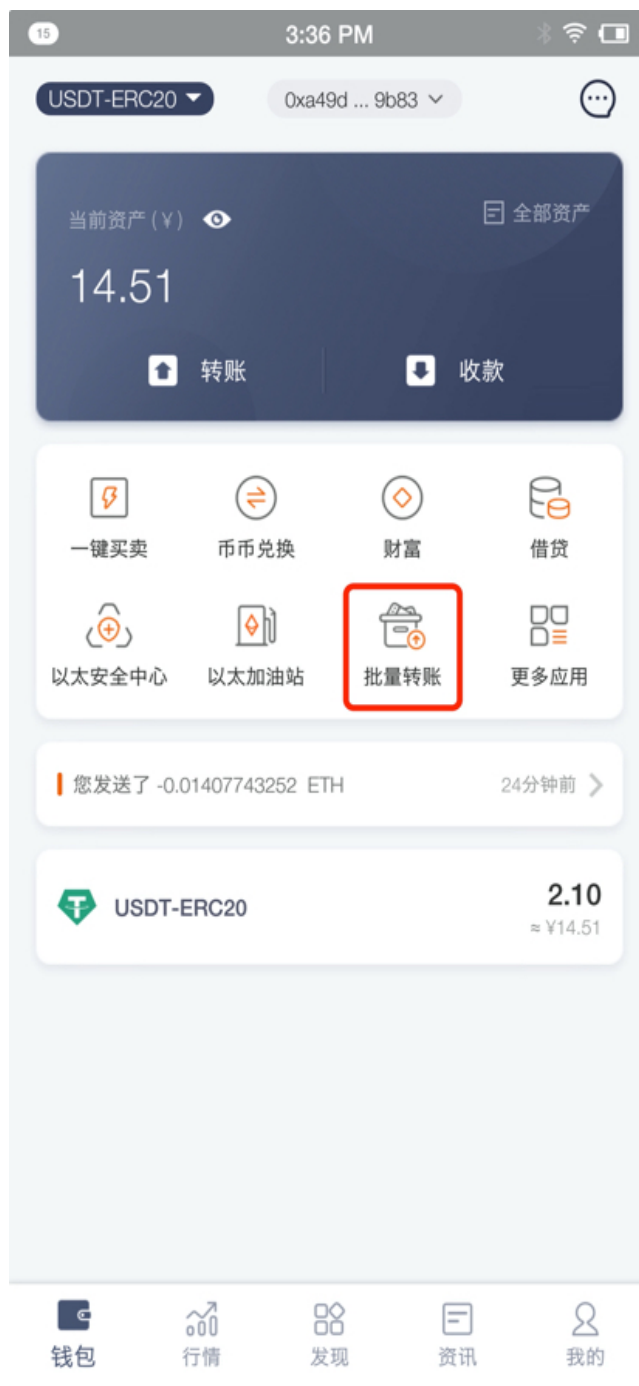 15 3:36 PM
USDT-ERC20 0xa49d ... 9b83
当前资产 (¥) 全部资产
14.51
转账 收款
一键买卖 币币兑换 财富 借贷
以太安全中心 以太加油站 批量转账 更多应用
您发送了 -0.01407743252 ETH 24分钟前
USDT-ERC20 2.10
≈ ¥14.51
钱包 行情 发现 资讯 我的